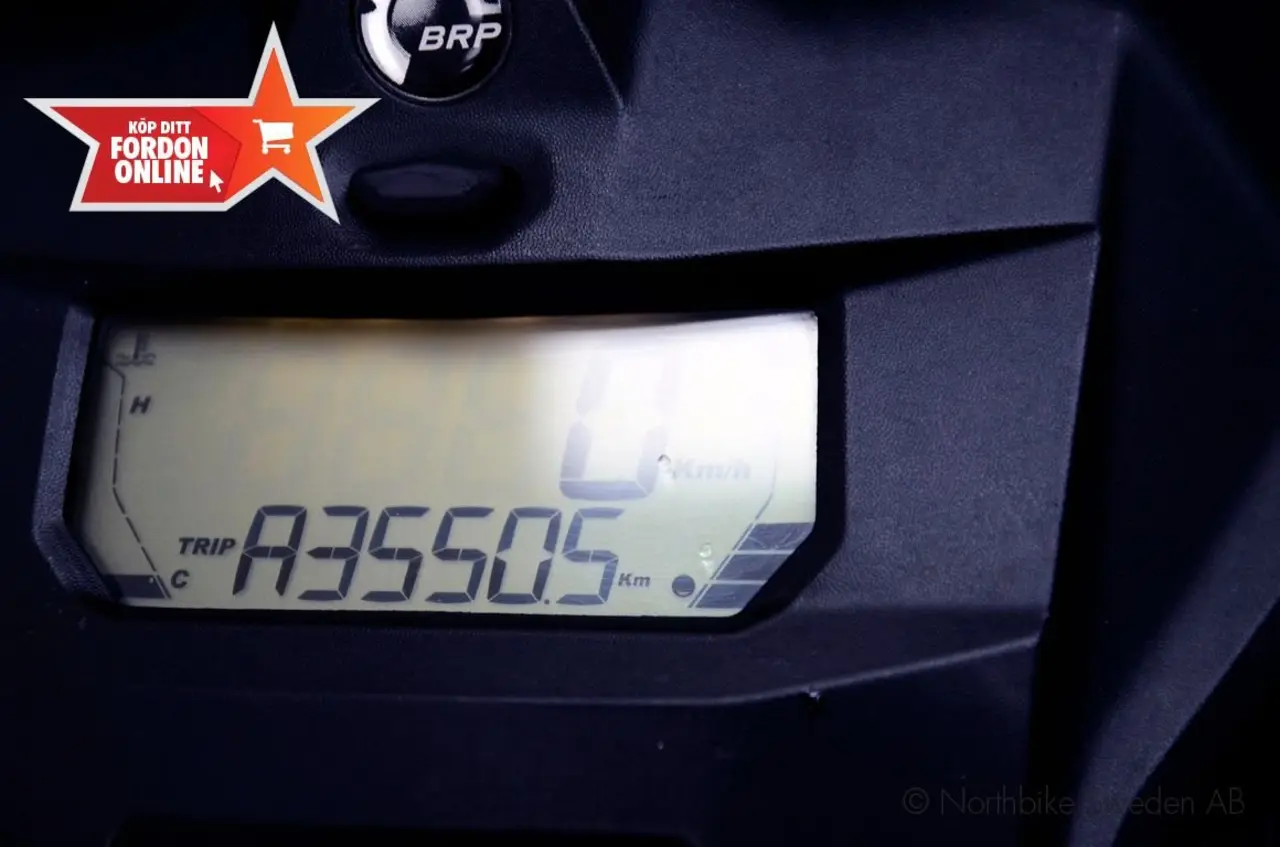 BRP
KÖP DITT
FORDON
ONLINE
H
0
Km/h
TRIP A3550.5 Km
C
© Northbike Sweden AB